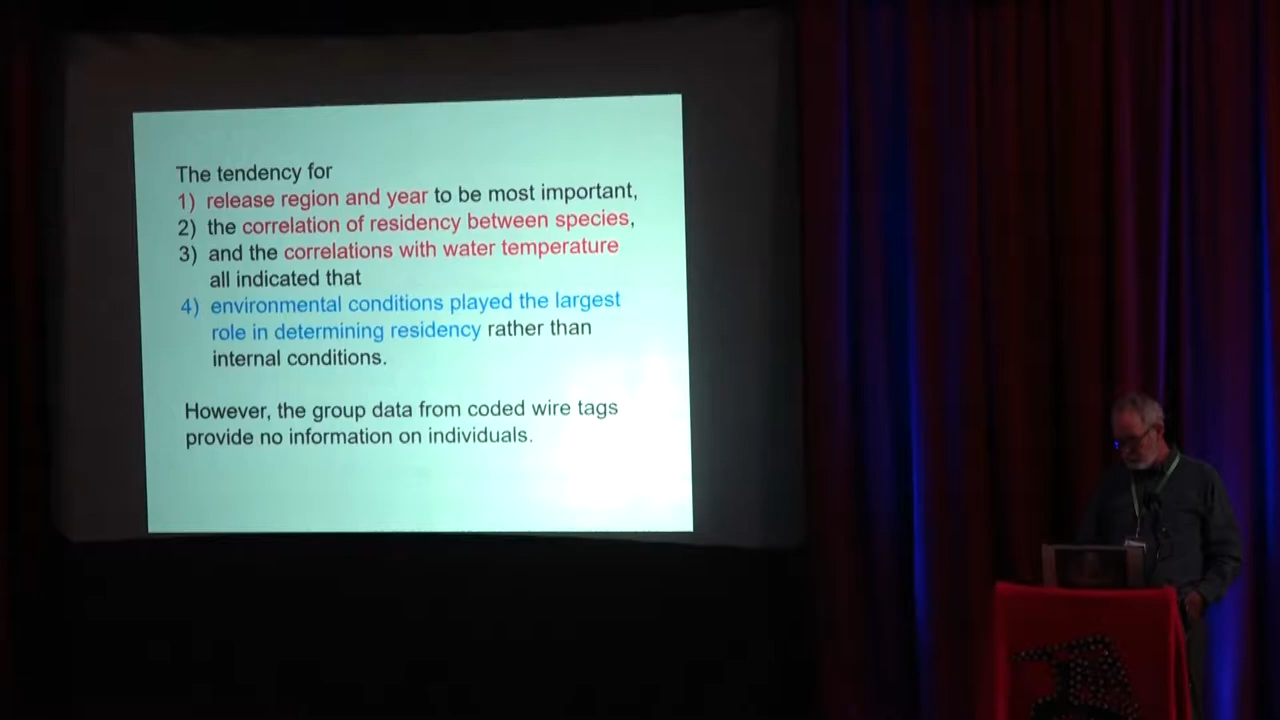 The tendency for
1) release region and year to be most important,
2) the correlation of residency between species,
3) and the correlations with water temperature
all indicated that
4) environmental conditions played the largest
role in determining residency rather than
internal conditions.
However, the group data from coded wire tags
provide no information on individuals.